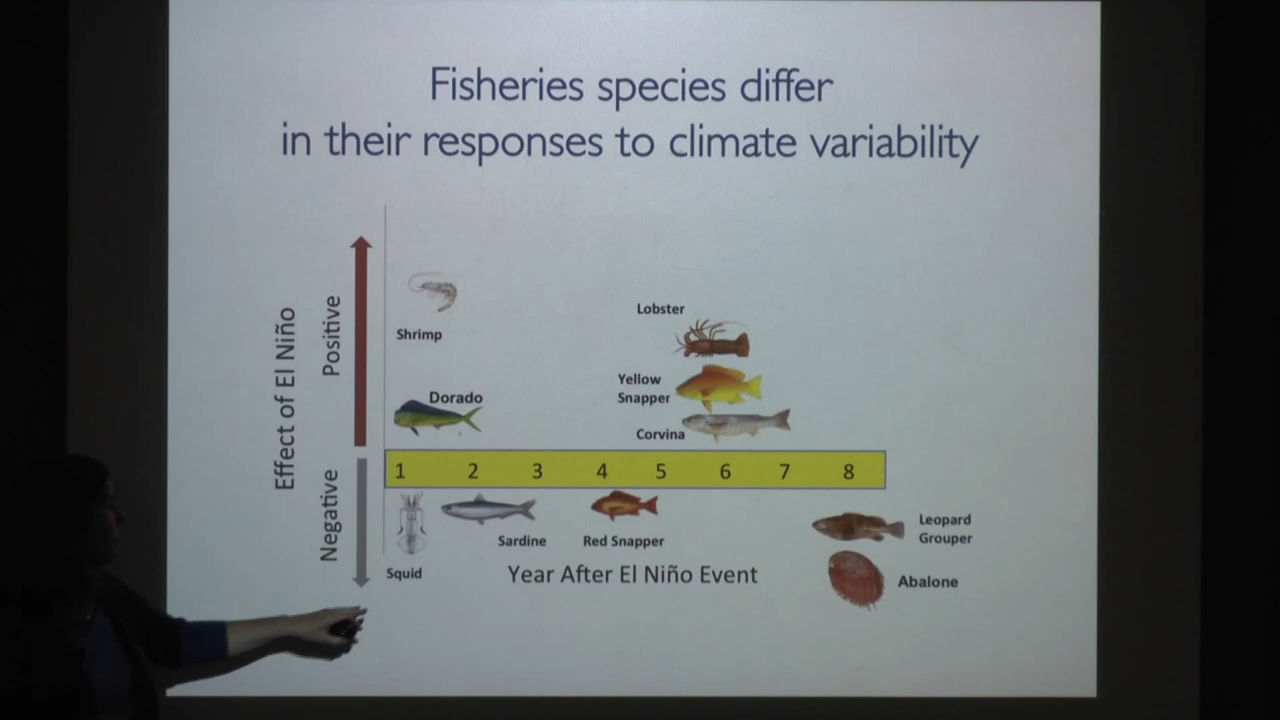 Fisheries species differ
in their responses to climate variability
Effect of El Niño
Positive
Negative
Shrimp
Dorado
Lobster
Yellow
Snapper
Corvina
1 2 3 4 5 6 7 8
Squid
Sardine
Red Snapper
Leopard
Grouper
Abalone
Year After El Niño Event